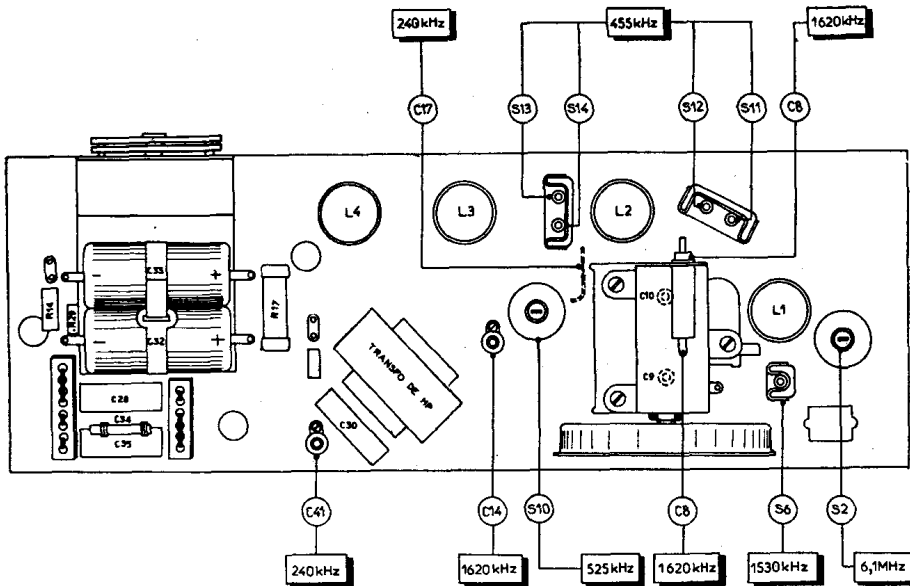 240kHz 455kHz 1620kHz
C17 S13 S14 S12 S11 C8
L4 L3 L2
C33
- +
C10
R14 R29 R17 L1
C32
- +
TRANSFO DE HP
C9
C28
C30
C34
C35
C41 C14 S10 C8 S6 S2
240kHz 1620kHz 525kHz 1620kHz 1530kHz 6,1MHz